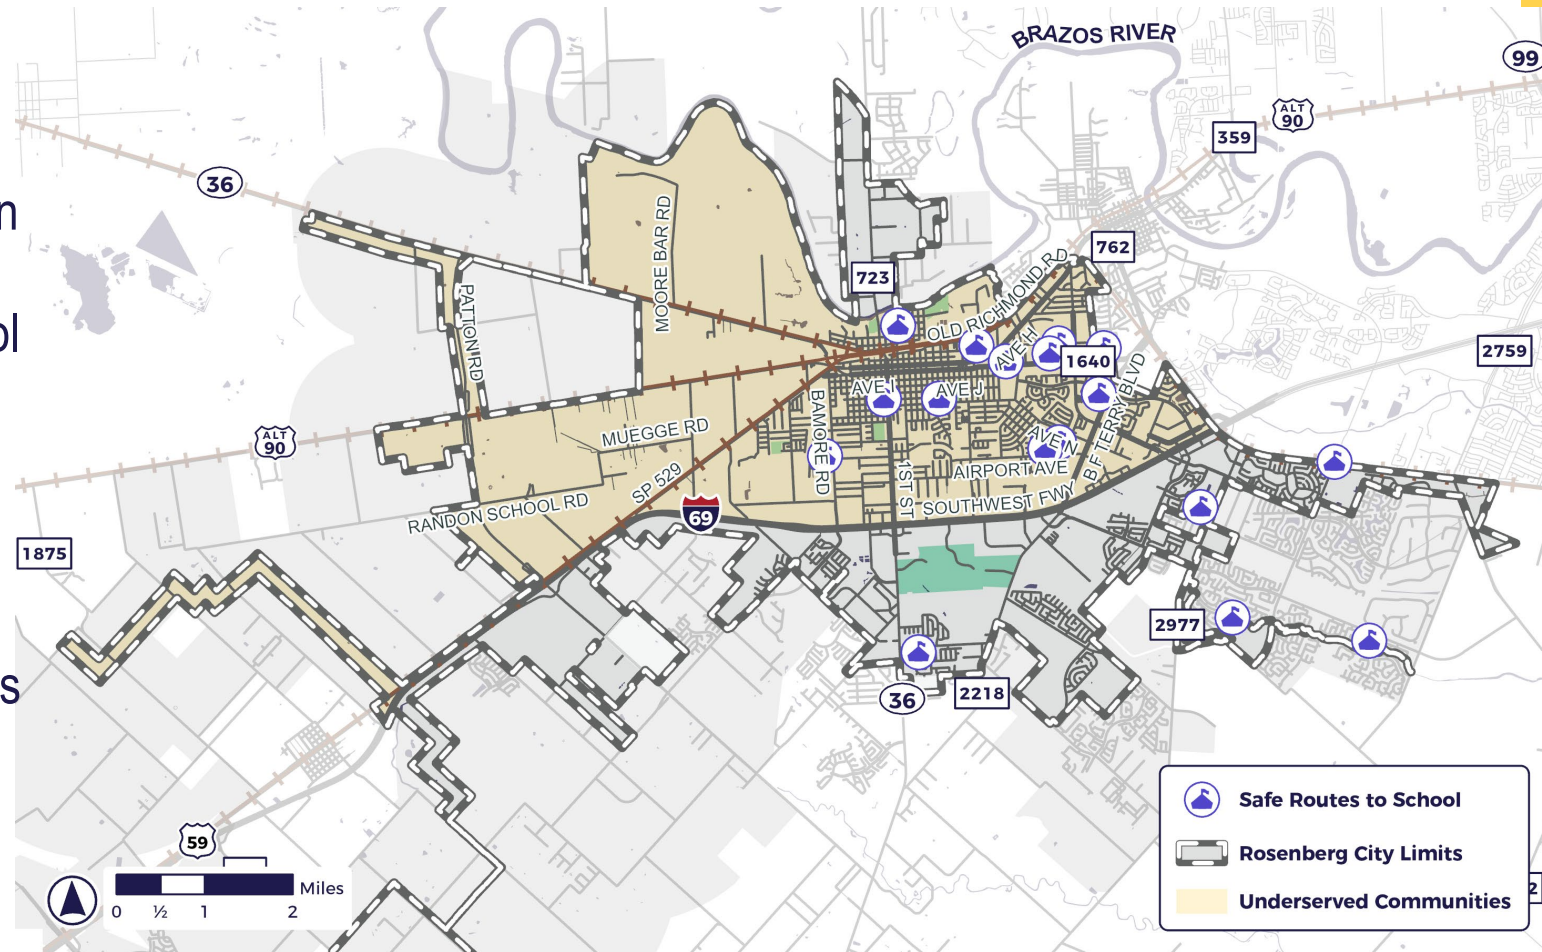 BRAZOS RIVER
99
ALT
90
359
36
n
762
723
MOORE BAR RD
OLD RICHMOND RD
PATTON RD
ol
AVE H
1640
2759
AVE I
AVE J
BAMORE RD
B F TERRY BLVD
MUEGGE RD
ALT
90
AVE N
AIRPORT AVE
1ST ST
SP 529
SOUTHWEST FWY
RANDON SCHOOL RD
69
1875
2977
s
36
2218
59
Safe Routes to School
Rosenberg City Limits
Underserved Communities
2
Miles
0 ½ 1 2